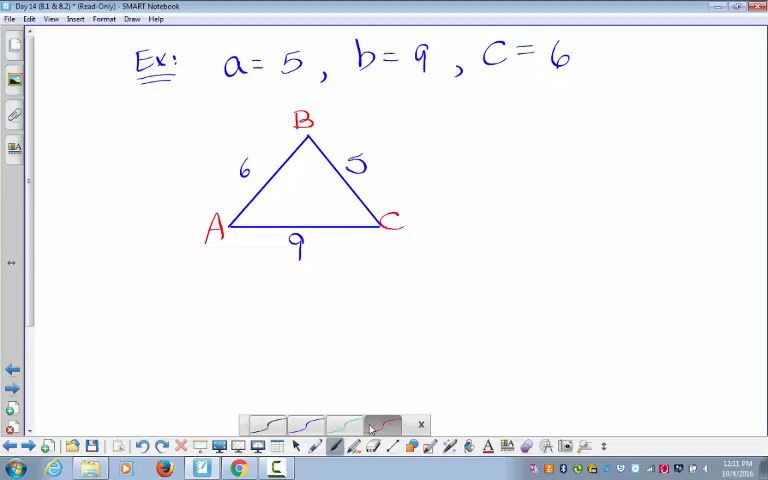 Day 14 (8.1 & 8.2) * (Read-Only) - SMART Notebook
File Edit View Insert Format Draw Help
Ex: a = 5 , b = 9 , C = 6
B
6 5
A C
9
12:11 PM
10/4/2016